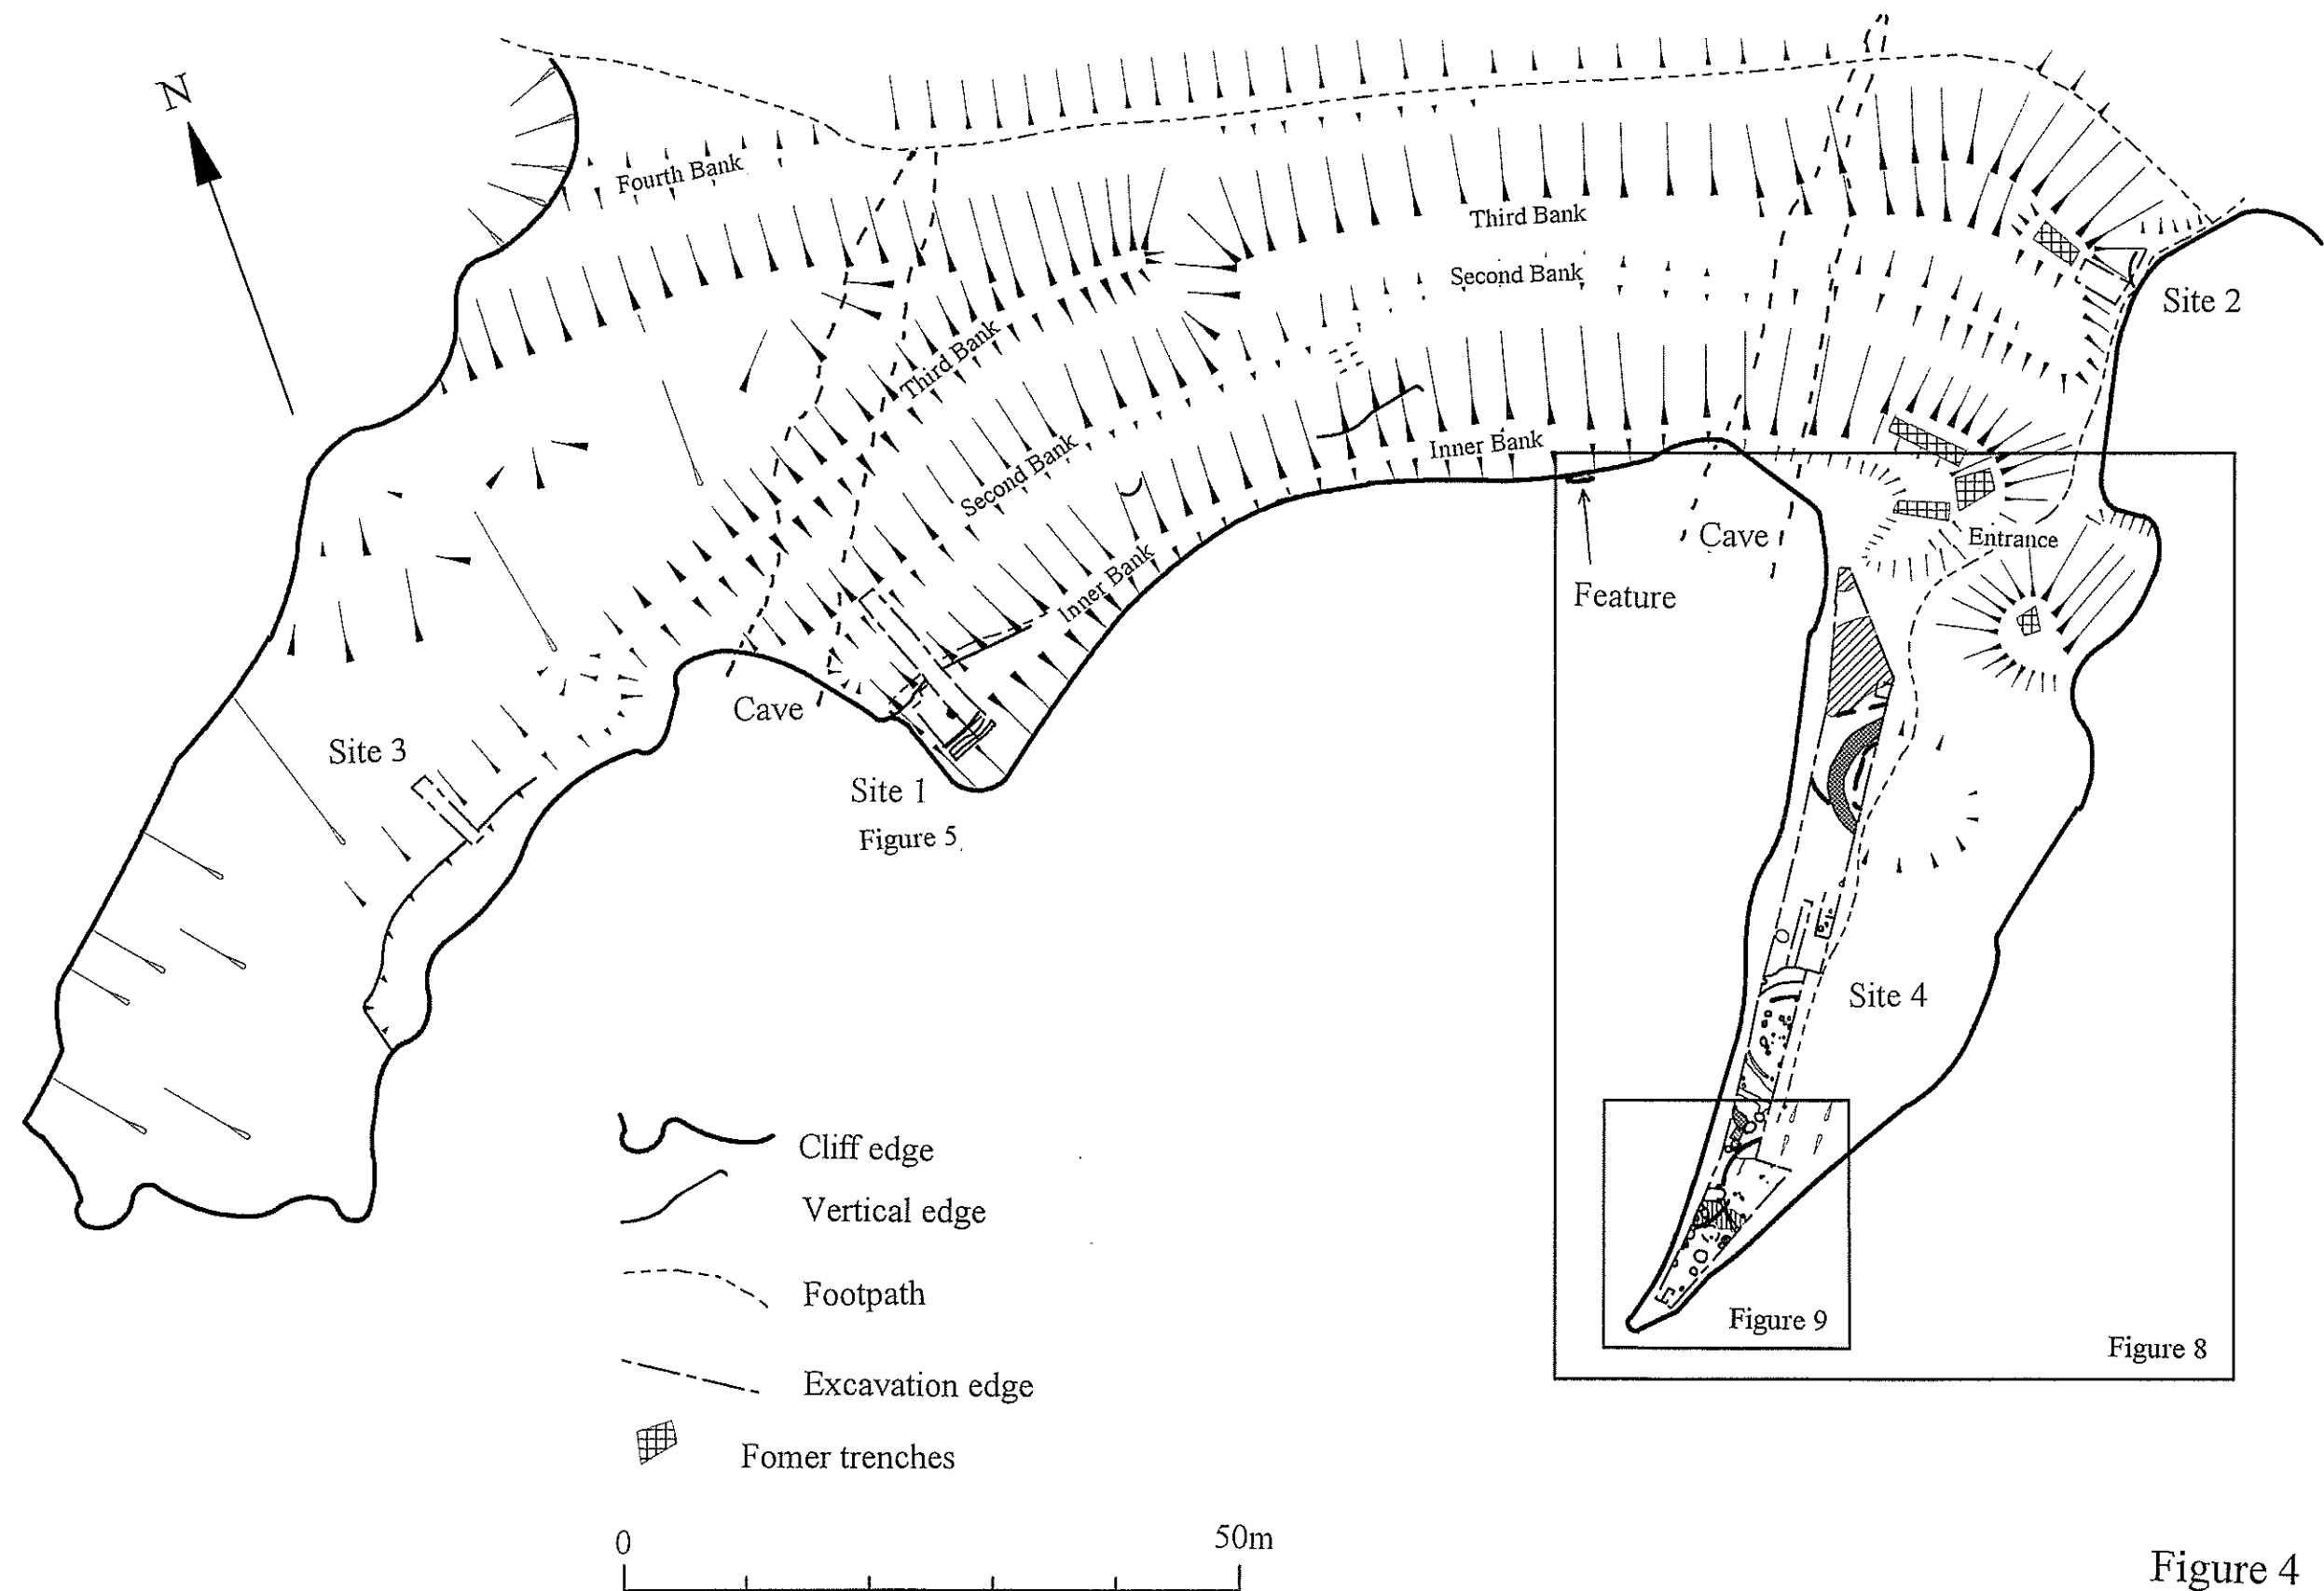 N
Fourth Bank
Third Bank
Second Bank
Site 2
Third Bank
Inner Bank
Second Bank
Cave
Entrance
Inner Bank
Feature
Cave
Site 3
Site 1
Figure 5
Site 4
Cliff edge
Vertical edge
Footpath
Figure 9
Figure 8
Excavation edge
Fomer trenches
0
50m
Figure 4